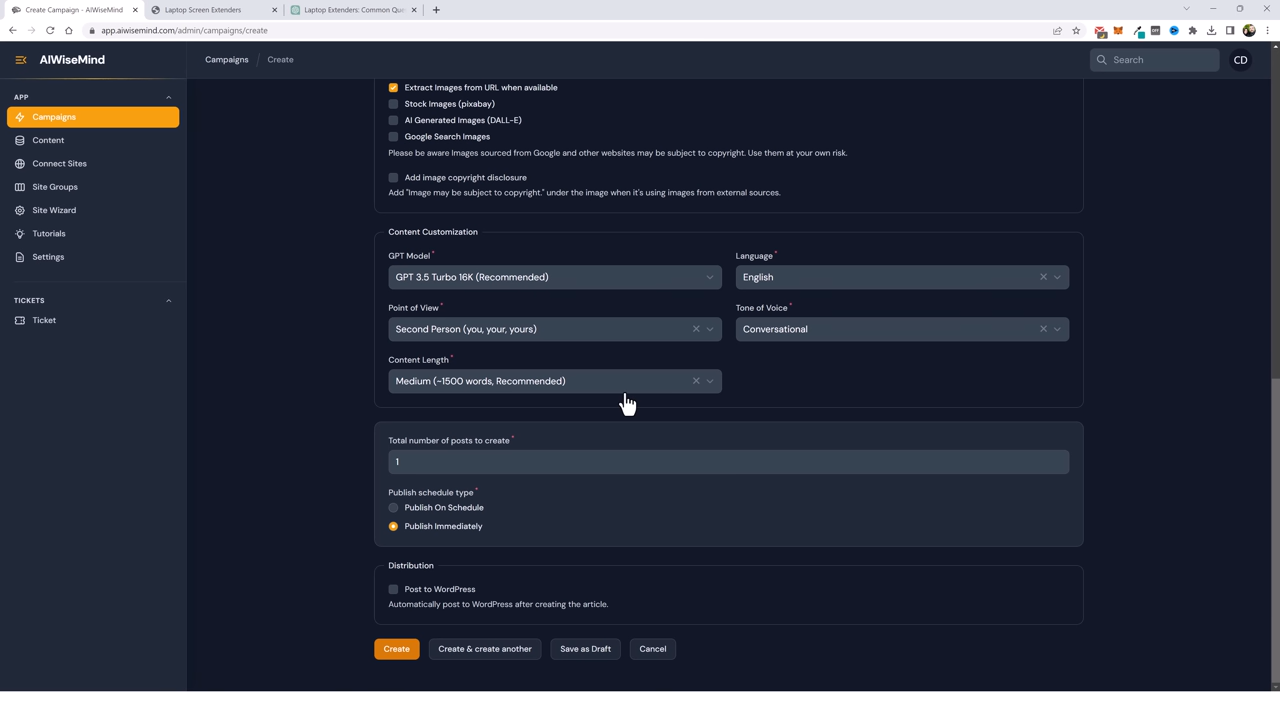 Create Campaign - AIWiseMind
Laptop Screen Extenders
Laptop Extenders: Common Que
app.aiwisemind.com/admin/campaigns/create
AIWiseMind
Campaigns / Create
Search
CD
APP
Campaigns
Content
Connect Sites
Site Groups
Site Wizard
Tutorials
Settings
TICKETS
Ticket
Extract Images from URL when available
Stock Images (pixabay)
AI Generated Images (DALL-E)
Google Search Images
Please be aware Images sourced from Google and other websites may be subject to copyright. Use them at your own risk.
Add image copyright disclosure
Add "Image may be subject to copyright." under the image when it's using images from external sources.
Content Customization
GPT Model*
Language*
GPT 3.5 Turbo 16K (Recommended)
English
Point of View*
Tone of Voice*
Second Person (you, your, yours)
Conversational
Content Length*
Medium (~1500 words, Recommended)
Total number of posts to create*
1
Publish schedule type*
Publish On Schedule
Publish Immediately
Distribution
Post to WordPress
Automatically post to WordPress after creating the article.
Create
Create & create another
Save as Draft
Cancel